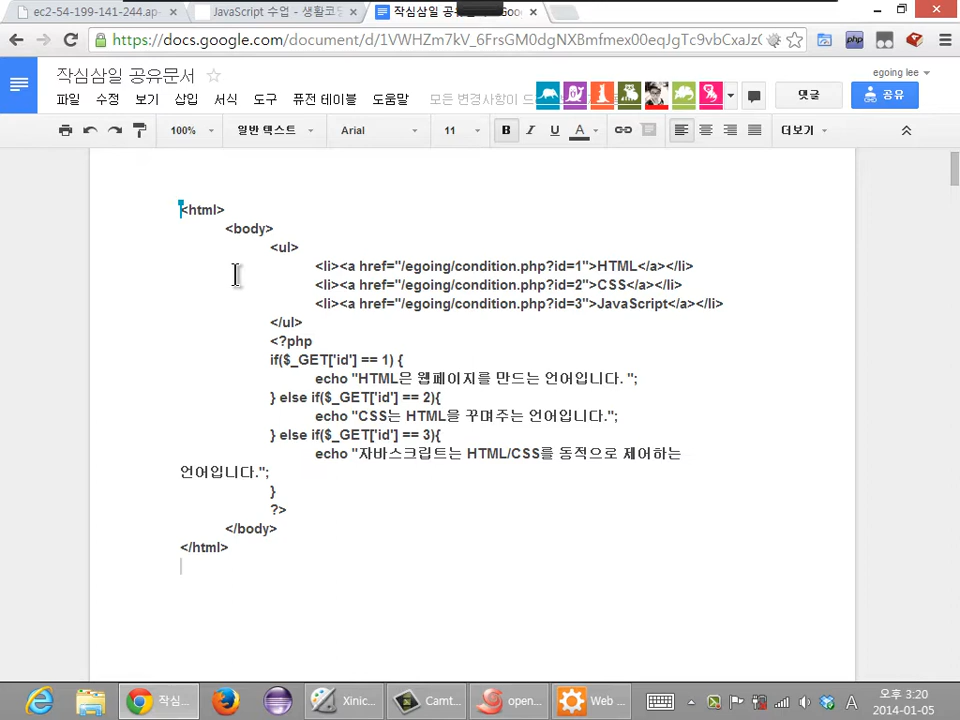 ec2-54-199-141-244.ap-
JavaScript 수업 - 생활코딩
작심삼일 공유문서
https://docs.google.com/document/d/1VWHZm7kV_6FrsGM0dgNXBmfmex00eqJgTc9vbCxaJzC
작심삼일 공유문서
egoing lee
파일 수정 보기 삽입 서식 도구 퓨전 테이블 도움말 모든 변경사항이
댓글
공유
100% 일반 텍스트 Arial 11 B I U A 더보기
<html>
<body>
<ul>
<li><a href="/egoing/condition.php?id=1">HTML</a></li>
<li><a href="/egoing/condition.php?id=2">CSS</a></li>
<li><a href="/egoing/condition.php?id=3">JavaScript</a></li>
</ul>
<?php
if($_GET['id'] == 1) {
echo "HTML은 웹페이지를 만드는 언어입니다. ";
} else if($_GET['id'] == 2){
echo "CSS는 HTML을 꾸며주는 언어입니다.";
} else if($_GET['id'] == 3){
echo "자바스크립트는 HTML/CSS를 동적으로 제어하는
언어입니다.";
}
?>
</body>
</html>
작심...
Xinic...
Camt...
open...
Web ...
A
오후 3:20
2014-01-05